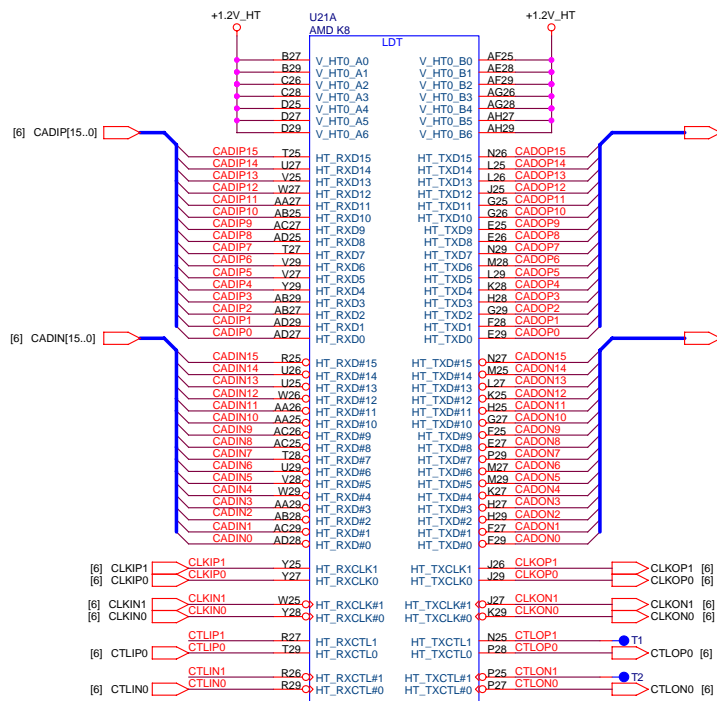 +1.2V_HT U21A +1.2V_HT
AMD K8
LDT
B27 V_HT0_A0 V_HT0_B0 AF25
B29 V_HT0_A1 V_HT0_B1 AE28
C26 V_HT0_A2 V_HT0_B2 AF29
C28 V_HT0_A3 V_HT0_B3 AG26
D25 V_HT0_A4 V_HT0_B4 AG28
D27 V_HT0_A5 V_HT0_B5 AH27
D29 V_HT0_A6 V_HT0_B6 AH29
[6] CADIP[15..0]
CADIP15 T25 HT_RXD15 HT_TXD15 N26 CADOP15
CADIP14 U27 HT_RXD14 HT_TXD14 L25 CADOP14
CADIP13 V25 HT_RXD13 HT_TXD13 L26 CADOP13
CADIP12 W27 HT_RXD12 HT_TXD12 J25 CADOP12
CADIP11 AA27 HT_RXD11 HT_TXD11 G25 CADOP11
CADIP10 AB25 HT_RXD10 HT_TXD10 G26 CADOP10
CADIP9 AC27 HT_RXD9 HT_TXD9 E25 CADOP9
CADIP8 AD25 HT_RXD8 HT_TXD8 E26 CADOP8
CADIP7 T27 HT_RXD7 HT_TXD7 N29 CADOP7
CADIP6 V29 HT_RXD6 HT_TXD6 M28 CADOP6
CADIP5 V27 HT_RXD5 HT_TXD5 L29 CADOP5
CADIP4 Y29 HT_RXD4 HT_TXD4 K28 CADOP4
CADIP3 AB29 HT_RXD3 HT_TXD3 H28 CADOP3
CADIP2 AB27 HT_RXD2 HT_TXD2 G29 CADOP2
CADIP1 AD29 HT_RXD1 HT_TXD1 F28 CADOP1
CADIP0 AD27 HT_RXD0 HT_TXD0 E29 CADOP0
[6] CADIN[15..0]
CADIN15 R25 HT_RXD#15 HT_TXD#15 N27 CADON15
CADIN14 U26 HT_RXD#14 HT_TXD#14 M25 CADON14
CADIN13 U25 HT_RXD#13 HT_TXD#13 L27 CADON13
CADIN12 W26 HT_RXD#12 HT_TXD#12 K25 CADON12
CADIN11 AA26 HT_RXD#11 HT_TXD#11 H25 CADON11
CADIN10 AA25 HT_RXD#10 HT_TXD#10 G27 CADON10
CADIN9 AC26 HT_RXD#9 HT_TXD#9 F25 CADON9
CADIN8 AC25 HT_RXD#8 HT_TXD#8 E27 CADON8
CADIN7 T28 HT_RXD#7 HT_TXD#7 P29 CADON7
CADIN6 U29 HT_RXD#6 HT_TXD#6 M27 CADON6
CADIN5 V28 HT_RXD#5 HT_TXD#5 M29 CADON5
CADIN4 W29 HT_RXD#4 HT_TXD#4 K27 CADON4
CADIN3 AA29 HT_RXD#3 HT_TXD#3 H27 CADON3
CADIN2 AB28 HT_RXD#2 HT_TXD#2 H29 CADON2
CADIN1 AC29 HT_RXD#1 HT_TXD#1 F27 CADON1
CADIN0 AD28 HT_RXD#0 HT_TXD#0 F29 CADON0
[6] CLKIP1 CLKIP1 Y25 HT_RXCLK1 HT_TXCLK1 J26 CLKOP1 CLKOP1 [6]
[6] CLKIP0 CLKIP0 Y27 HT_RXCLK0 HT_TXCLK0 J29 CLKOP0 CLKOP0 [6]
[6] CLKIN1 CLKIN1 W25 HT_RXCLK#1 HT_TXCLK#1 J27 CLKON1 CLKON1 [6]
[6] CLKIN0 CLKIN0 Y28 HT_RXCLK#0 HT_TXCLK#0 K29 CLKON0 CLKON0 [6]
CTLIP1 R27 HT_RXCTL1 HT_TXCTL1 N25 CTLOP1 T1
[6] CTLIP0 CTLIP0 T29 HT_RXCTL0 HT_TXCTL0 P28 CTLOP0 CTLOP0 [6]
CTLIN1 R26 HT_RXCTL#1 HT_TXCTL#1 P25 CTLON1 T2
[6] CTLIN0 CTLIN0 R29 HT_RXCTL#0 HT_TXCTL#0 P27 CTLON0 CTLON0 [6]